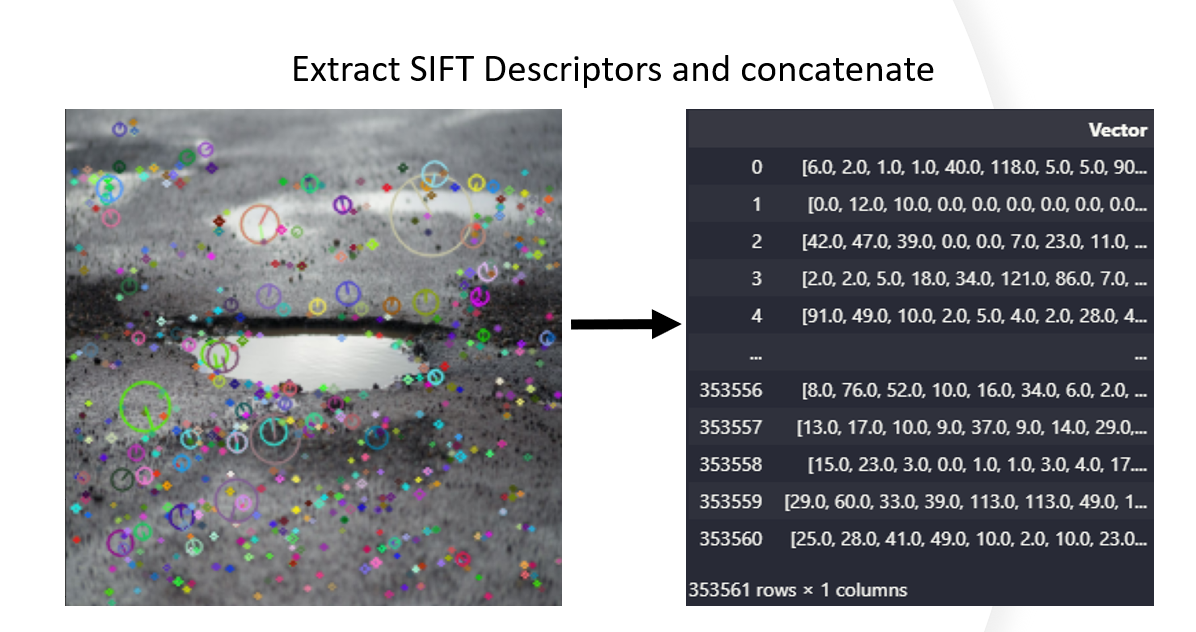 Extract SIFT Descriptors and concatenate
Vector
0 [6.0, 2.0, 1.0, 1.0, 40.0, 118.0, 5.0, 5.0, 90...
1 [0.0, 12.0, 10.0, 0.0, 0.0, 0.0, 0.0, 0.0, 0.0...
2 [42.0, 47.0, 39.0, 0.0, 0.0, 7.0, 23.0, 11.0, ...
3 [2.0, 2.0, 5.0, 18.0, 34.0, 121.0, 86.0, 7.0, ...
4 [91.0, 49.0, 10.0, 2.0, 5.0, 4.0, 2.0, 28.0, 4...
... ...
353556 [8.0, 76.0, 52.0, 10.0, 16.0, 34.0, 6.0, 2.0, ...
353557 [13.0, 17.0, 10.0, 9.0, 37.0, 9.0, 14.0, 29.0,...
353558 [15.0, 23.0, 3.0, 0.0, 1.0, 1.0, 3.0, 4.0, 17....
353559 [29.0, 60.0, 33.0, 39.0, 113.0, 113.0, 49.0, 1...
353560 [25.0, 28.0, 41.0, 49.0, 10.0, 2.0, 10.0, 23.0...
353561 rows × 1 columns